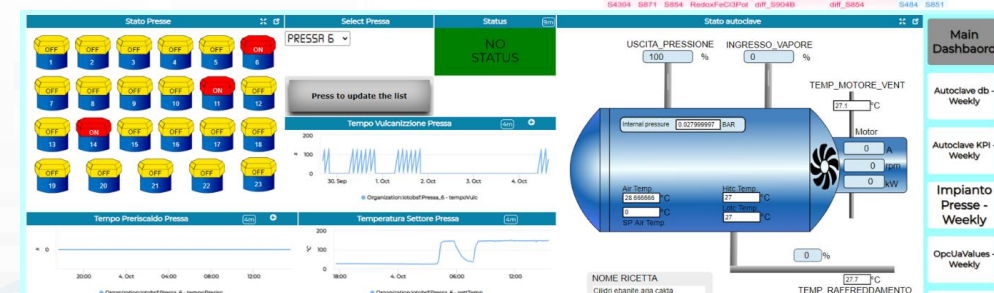 S4304 S871 S854 RedoxFeCl3Pot diff_S904B diff_S854 S484 S851
Stato Presse
OFF OFF OFF OFF OFF ON
1 2 3 4 5 6
OFF OFF OFF OFF ON OFF
7 8 9 10 11 12
OFF ON OFF OFF OFF OFF
13 14 15 16 17 18
OFF OFF OFF OFF OFF
19 20 21 22 23
Select Pressa
PRESSA 6
Press to update the list
Status 9m
NO
STATUS
Tempo Vulcanizzione Pressa 4m
200
100
0
30. Sep 1. Oct 2. Oct 3. Oct 4. Oct
Organization:iotobsf:Pressa_6 - tempoVulc
Tempo Preriscaldo Pressa 4m
0
20:00 4. Oct 04:00 08:00 12:00
Temperatura Settore Pressa 4m
200
100
0
°C
18:00 4. Oct 06:00 12:00
Stato autoclave
USCITA_PRESSIONE INGRESSO_VAPORE
100 % 0 %
TEMP_MOTORE_VENT
27.1 °C
Internal pressure 0.027999997 BAR
Motor
0 A
0 rpm
0 kW
Air Temp
28.666666 °C
0 °C
SP Air Temp
Hitc Temp
27 °C
Lotc Temp
27 °C
0 %
27.7 °C
TEMP_RAFFREDDAMENTO
NOME RICETTA
Cilidri ebanite aria calda
Main
Dashbaord
Autoclave db -
Weekly
Autoclave KPI -
Weekly
Impianto
Presse -
Weekly
OpcUaValues -
Weekly